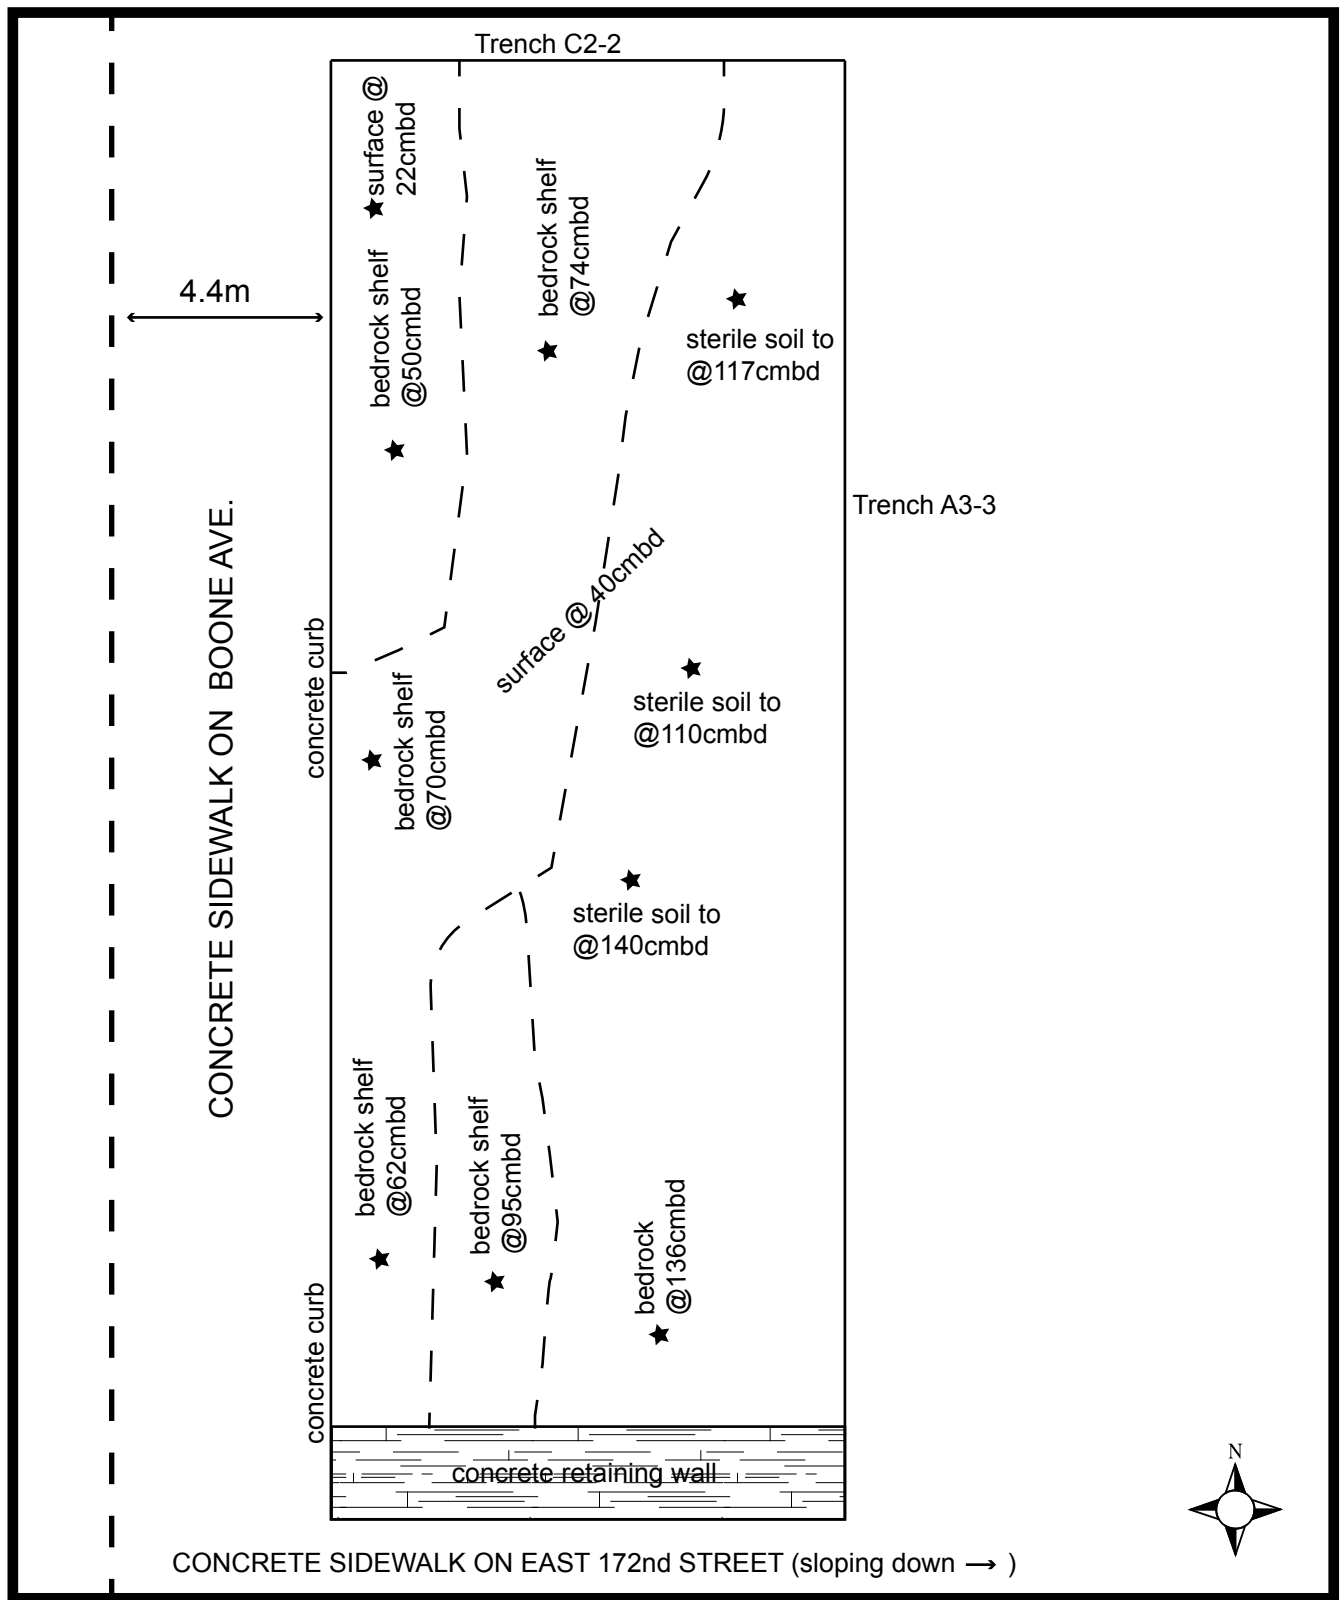 Trench C2-2
surface @
22cmbd
bedrock shelf
@74cmbd
bedrock shelf
@50cmbd
4.4m
sterile soil to
@117cmbd
Trench A3-3
CONCRETE SIDEWALK ON BOONE AVE.
surface @ 40cmbd
concrete curb
bedrock shelf
@70cmbd
sterile soil to
@110cmbd
sterile soil to
@140cmbd
bedrock shelf
@62cmbd
bedrock shelf
@95cmbd
bedrock
@136cmbd
concrete curb
concrete retaining wall
N
CONCRETE SIDEWALK ON EAST 172nd STREET (sloping down → )